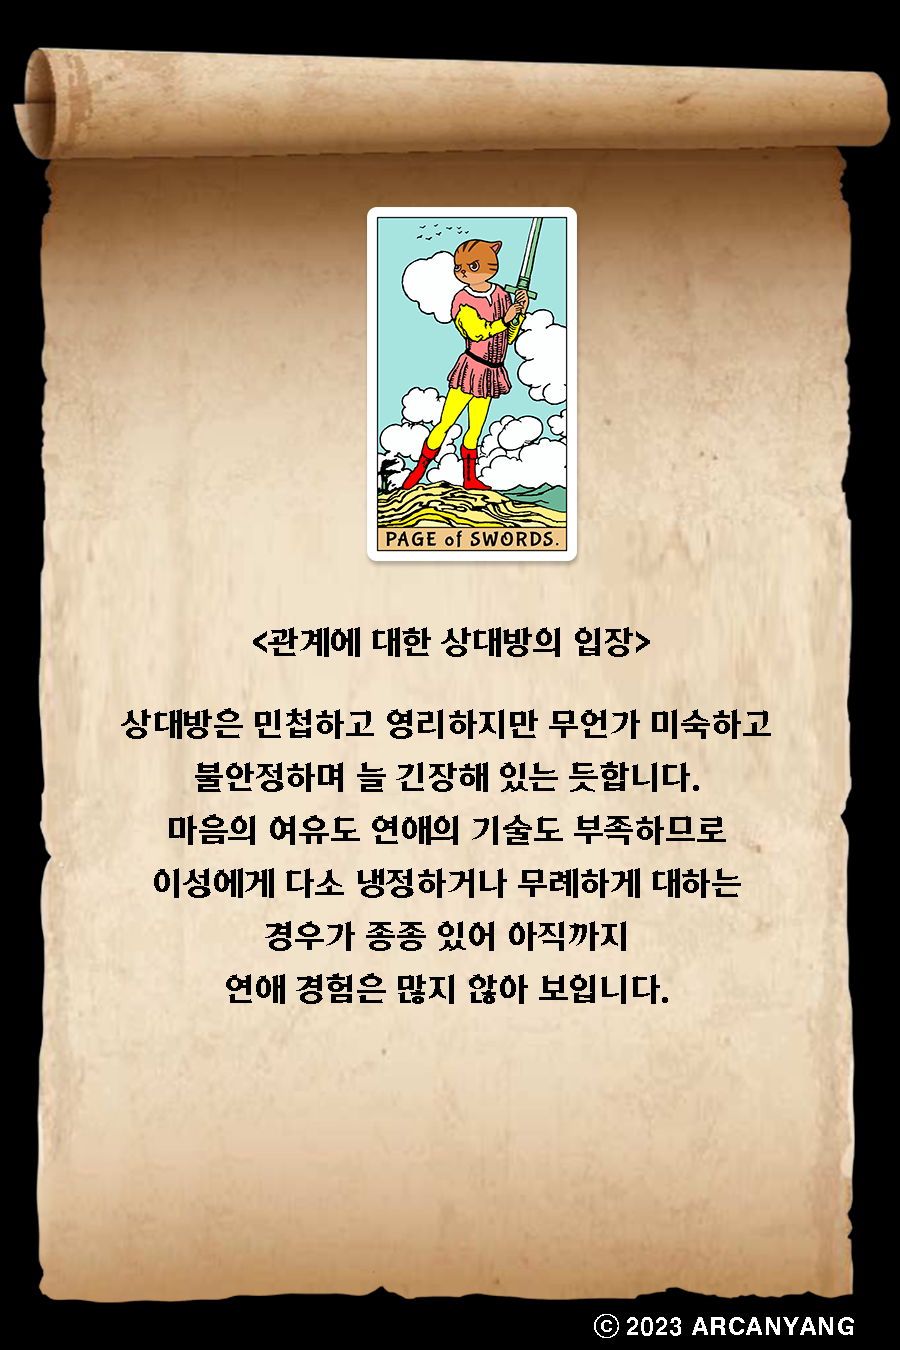 PAGE of SWORDS.
<관계에 대한 상대방의 입장>
상대방은 민첩하고 영리하지만 무언가 미숙하고
불안정하며 늘 긴장해 있는 듯합니다.
마음의 여유도 연애의 기술도 부족하므로
이성에게 다소 냉정하거나 무례하게 대하는
경우가 종종 있어 아직까지
연애 경험은 많지 않아 보입니다.
ⓒ 2023 ARCANYANG